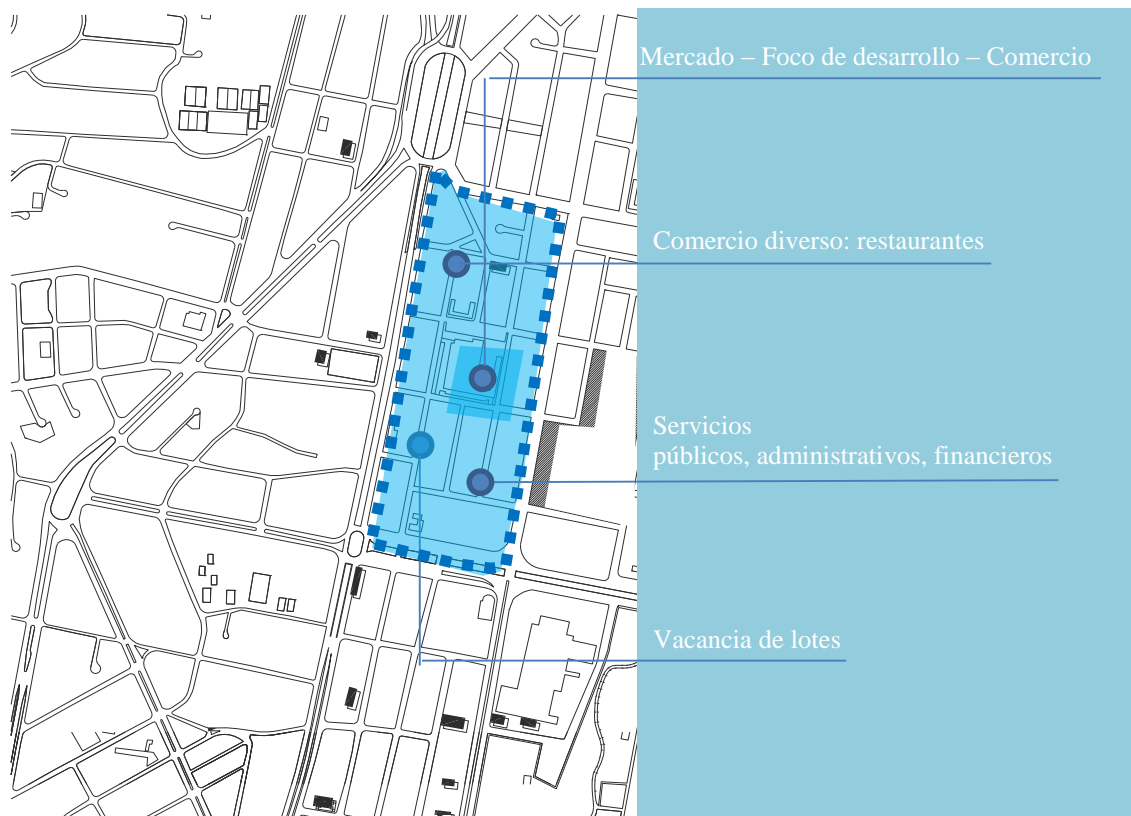 Mercado – Foco de desarrollo – Comercio
Comercio diverso: restaurantes
Servicios
públicos, administrativos, financieros
Vacancia de lotes